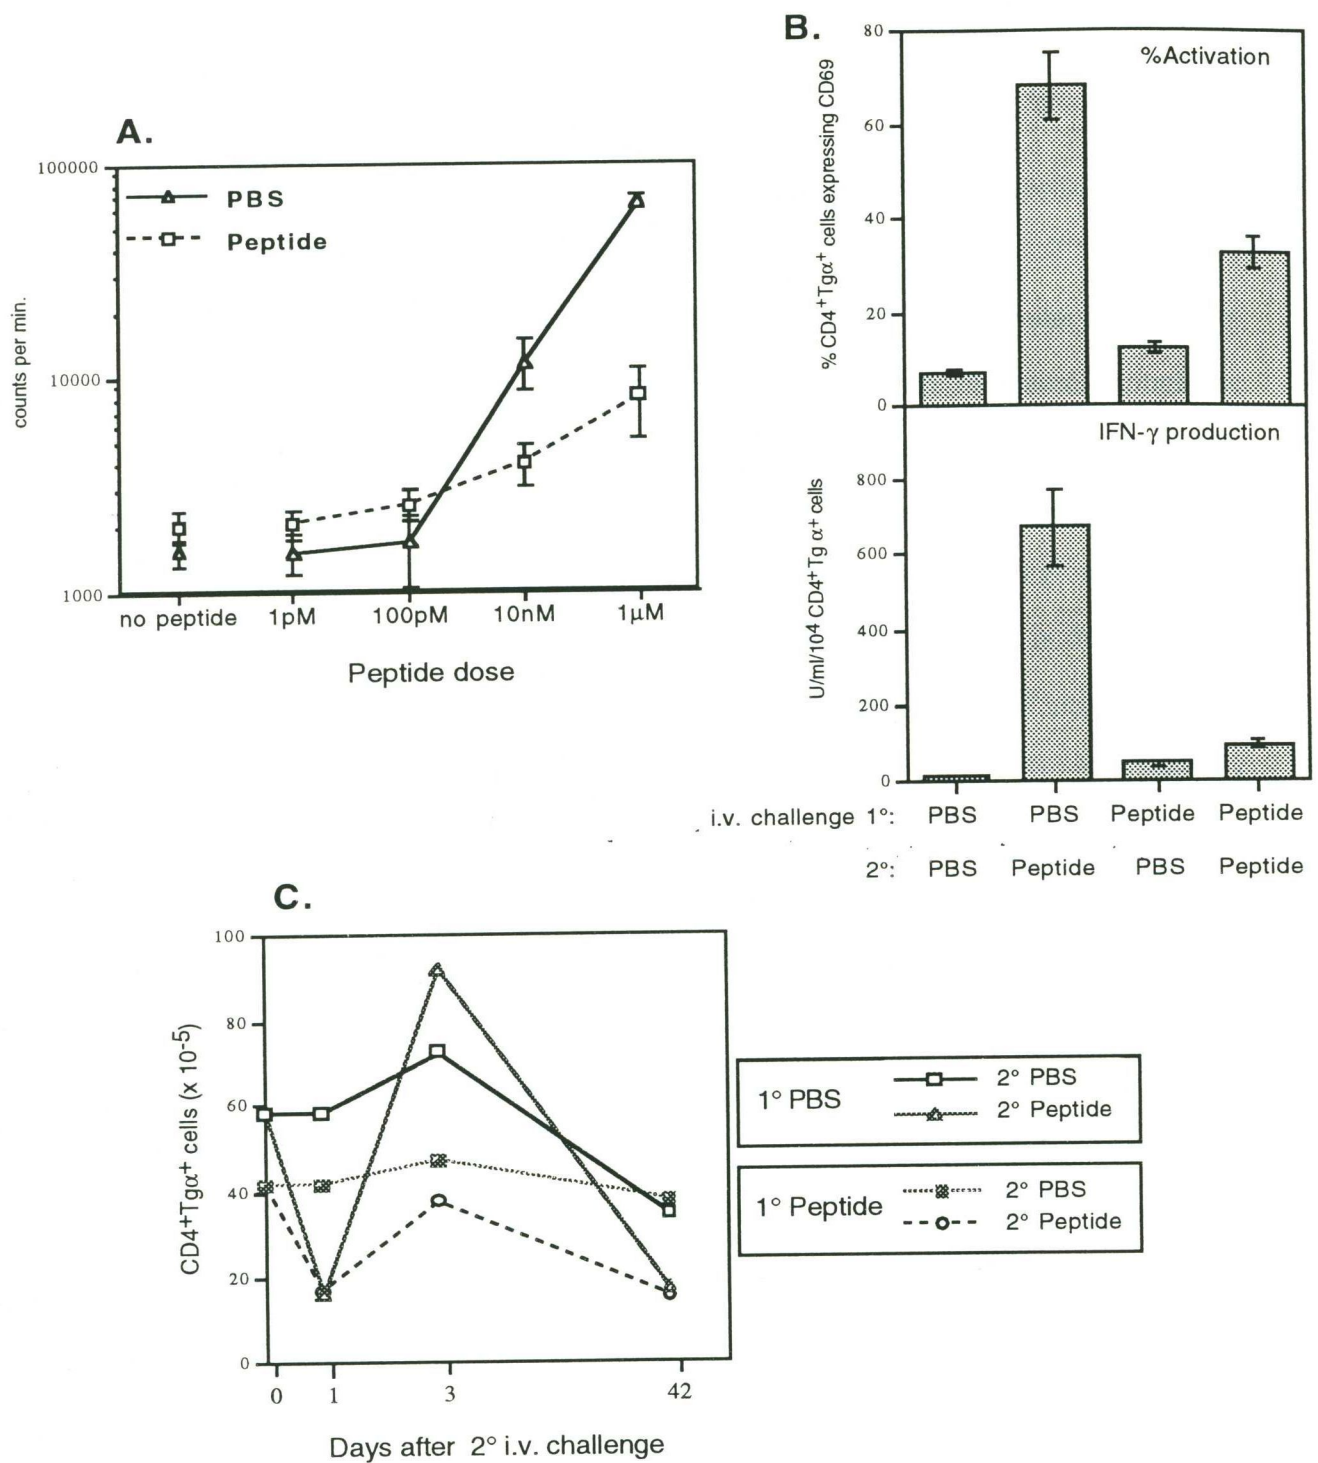 A.
100000
10000
1000
counts per min.
PBS
Peptide
no peptide 1pM 100pM 10nM 1µM
Peptide dose
B.
%Activation
80
60
40
20
0
% CD4+Tgα+ cells expressing CD69
IFN-γ production
800
600
400
200
0
U/ml/10⁴ CD4+Tg α+ cells
i.v. challenge 1°: PBS PBS Peptide Peptide
2°: PBS Peptide PBS Peptide
C.
100
80
60
40
20
0
CD4+Tgα+ cells (x 10-5)
0 1 3 42
Days after 2° i.v. challenge
1° PBS
2° PBS
2° Peptide
1° Peptide
2° PBS
2° Peptide